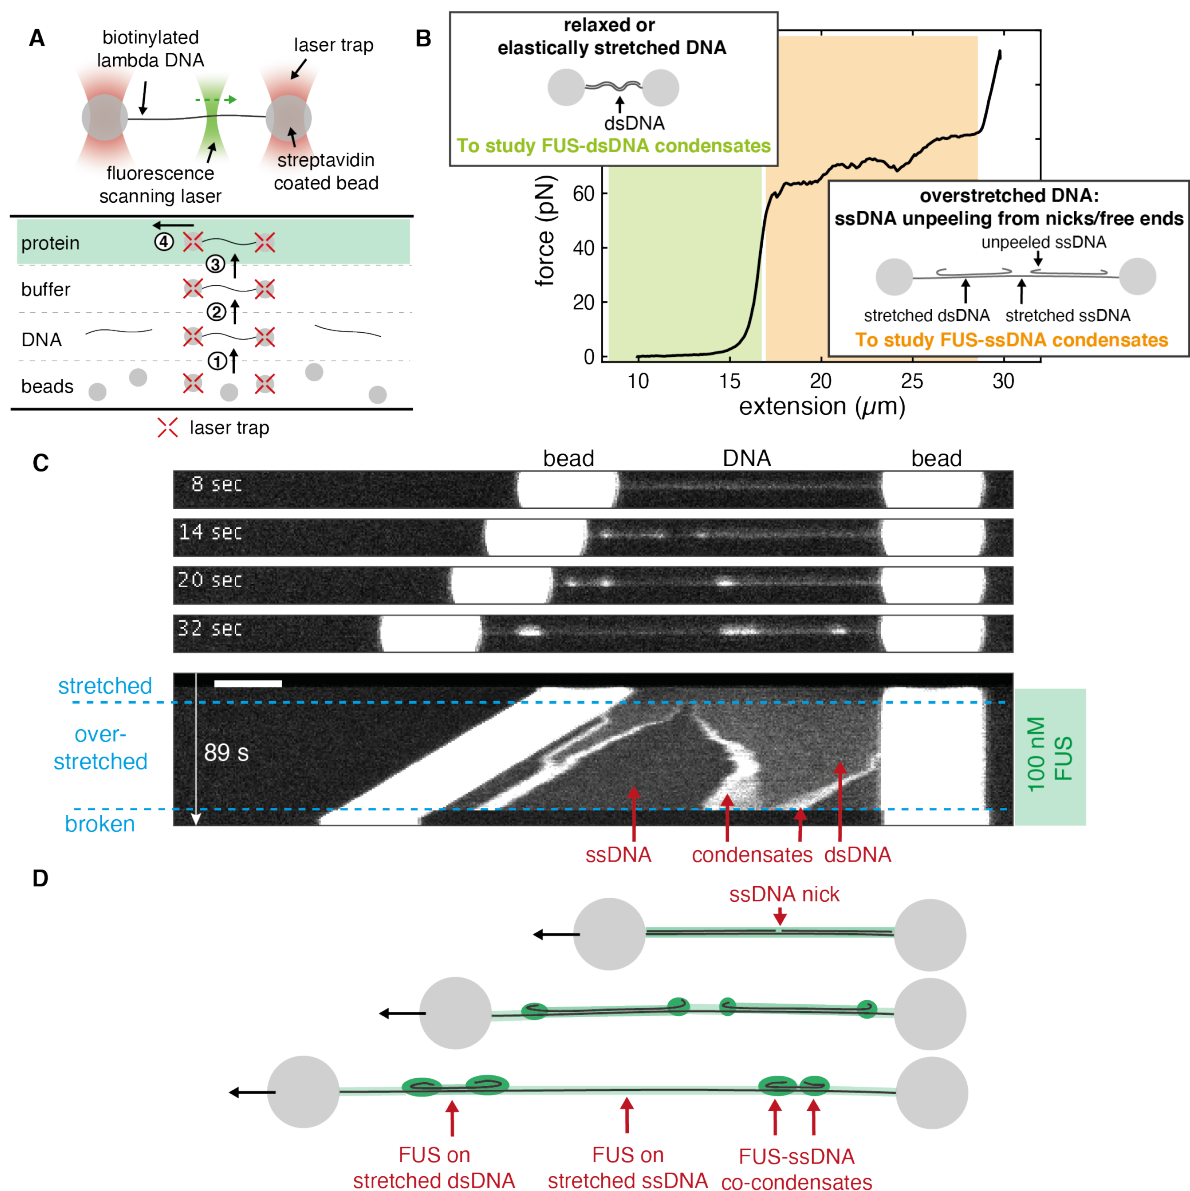 A
biotinylated
lambda DNA
laser trap
fluorescence
scanning laser
streptavidin
coated bead
protein
4
3
buffer
2
DNA
1
beads
laser trap
B
relaxed or
elastically stretched DNA
dsDNA
To study FUS-dsDNA condensates
overstretched DNA:
ssDNA unpeeling from nicks/free ends
unpeeled ssDNA
stretched dsDNA
stretched ssDNA
To study FUS-ssDNA condensates
force (pN)
60
40
20
0
10
15
20
25
30
extension (µm)
C
bead
DNA
bead
8 sec
14 sec
20 sec
32 sec
stretched
over-
stretched
broken
89 s
100 nM
FUS
ssDNA
condensates
dsDNA
D
ssDNA nick
FUS on
stretched dsDNA
FUS on
stretched ssDNA
FUS-ssDNA
co-condensates